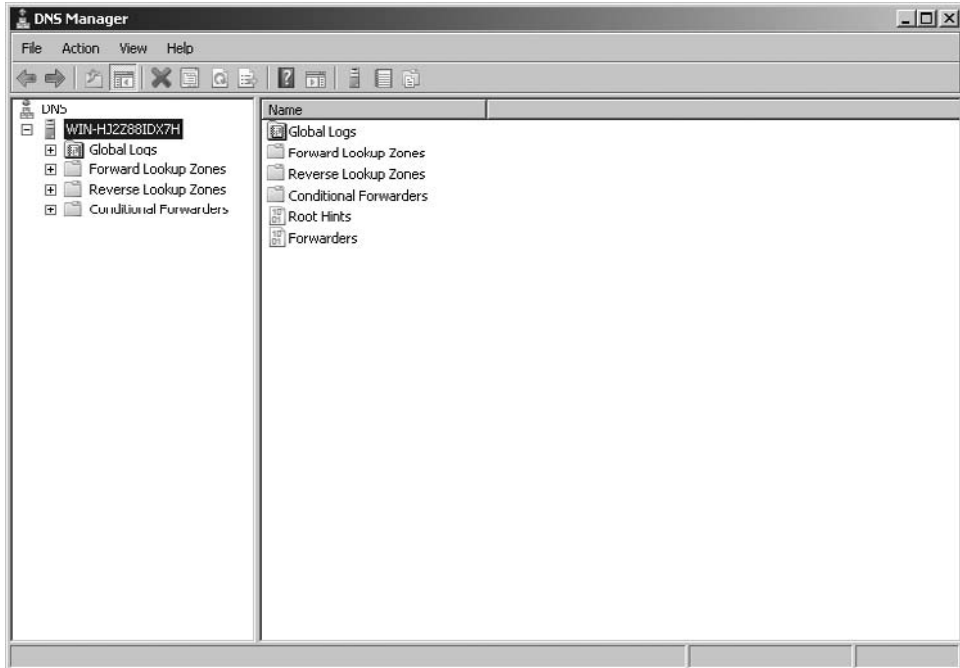 DNS Manager
File Action View Help
DNS
WIN-HJ2Z88IDX7H
Global Logs
Forward Lookup Zones
Reverse Lookup Zones
Conditional Forwarders
Name
Global Logs
Forward Lookup Zones
Reverse Lookup Zones
Conditional Forwarders
Root Hints
Forwarders